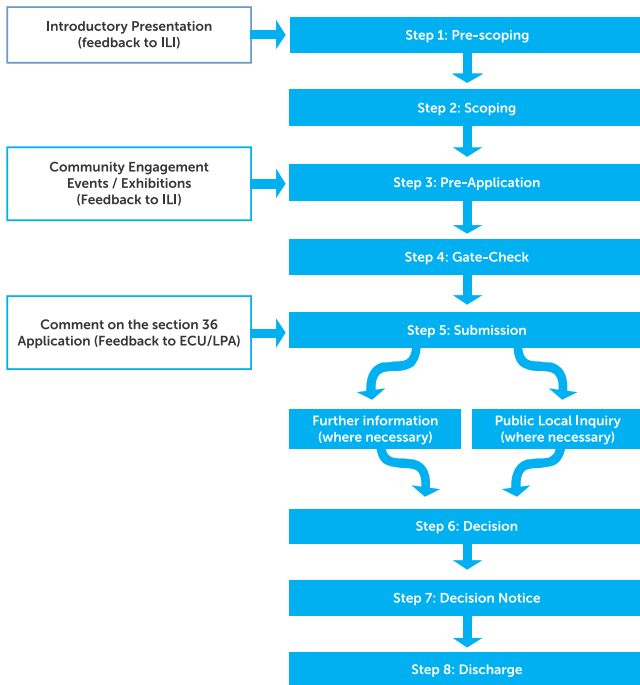 Introductory Presentation
(feedback to ILI)
Step 1: Pre-scoping
Step 2: Scoping
Community Engagement
Events / Exhibitions
(Feedback to ILI)
Step 3: Pre-Application
Step 4: Gate-Check
Comment on the section 36
Application (Feedback to ECU/LPA)
Step 5: Submission
Further information
(where necessary)
Public Local Inquiry
(where necessary)
Step 6: Decision
Step 7: Decision Notice
Step 8: Discharge